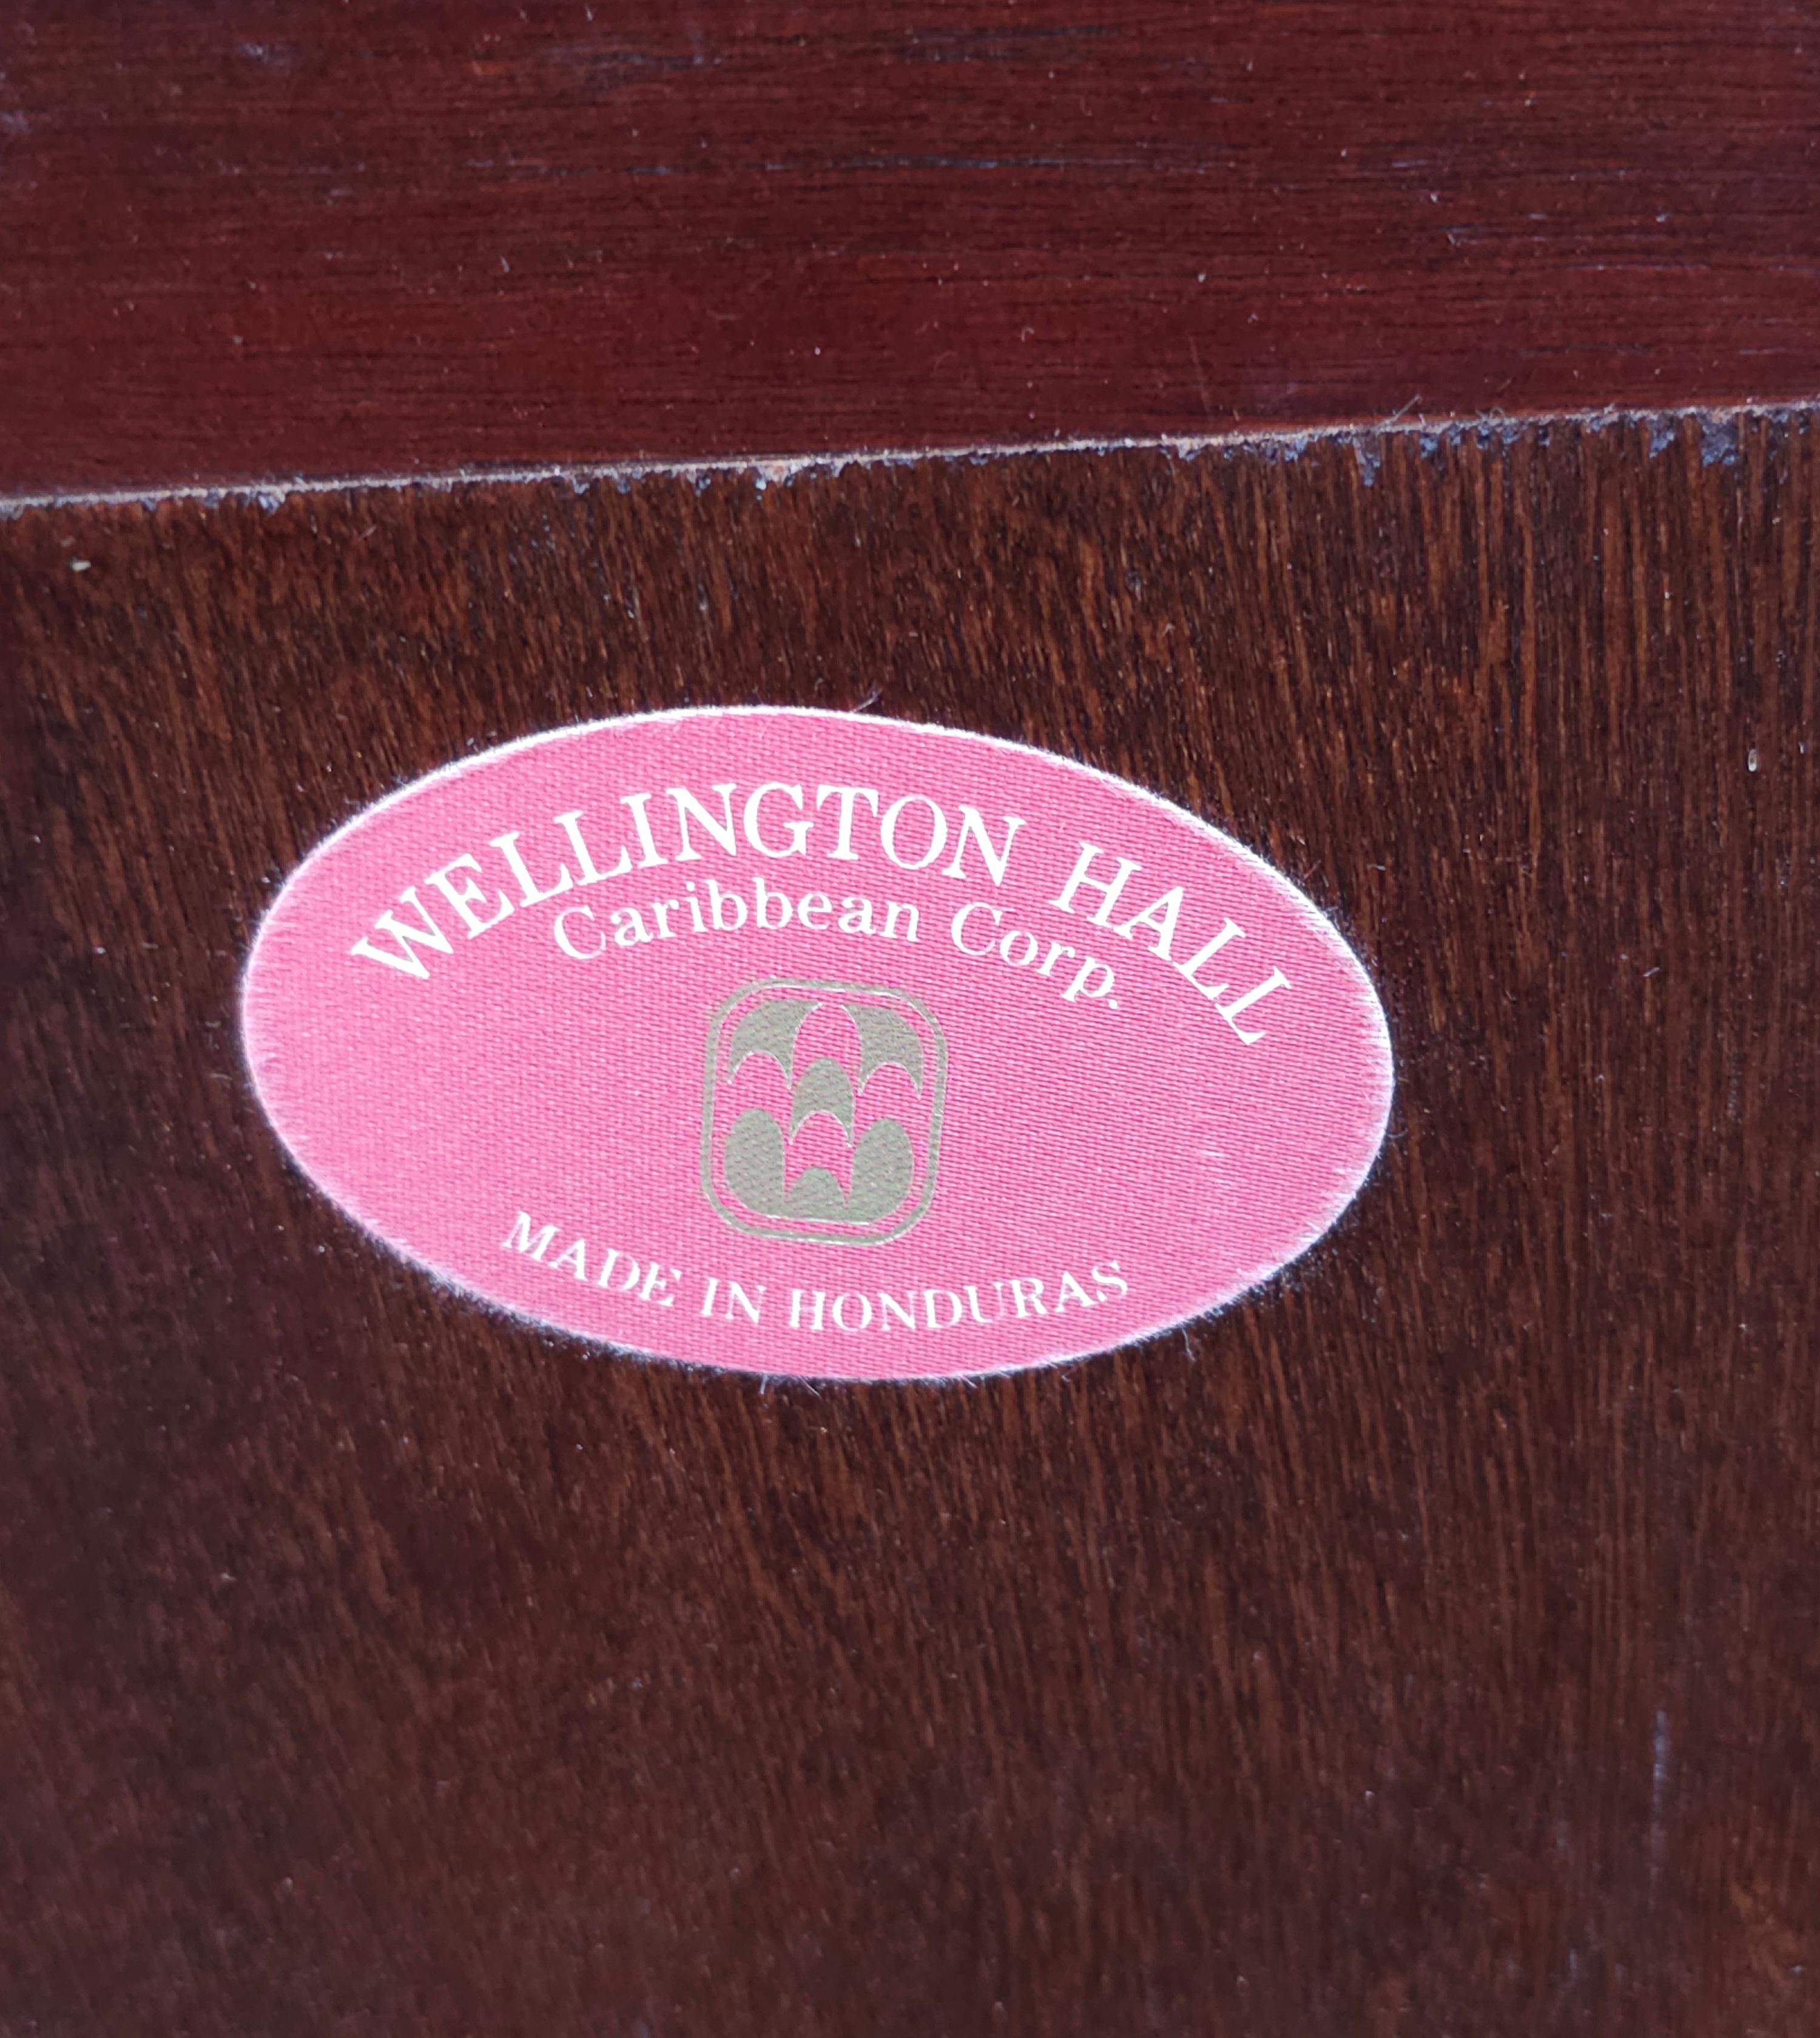 WELLINGTON HALL
Caribbean Corp.
MADE IN HONDURAS